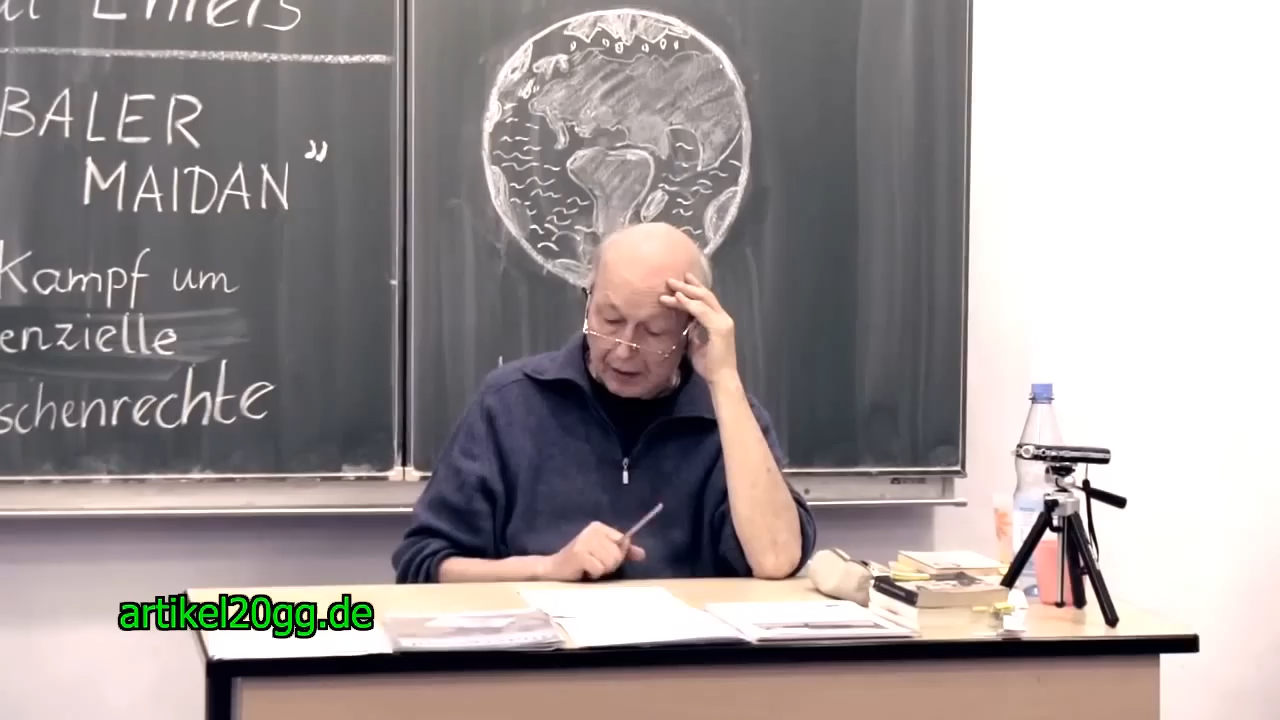 Ehlers
BALER
MAIDAN"
Kampf um
enzielle
schenrechte
artikel20gg.de